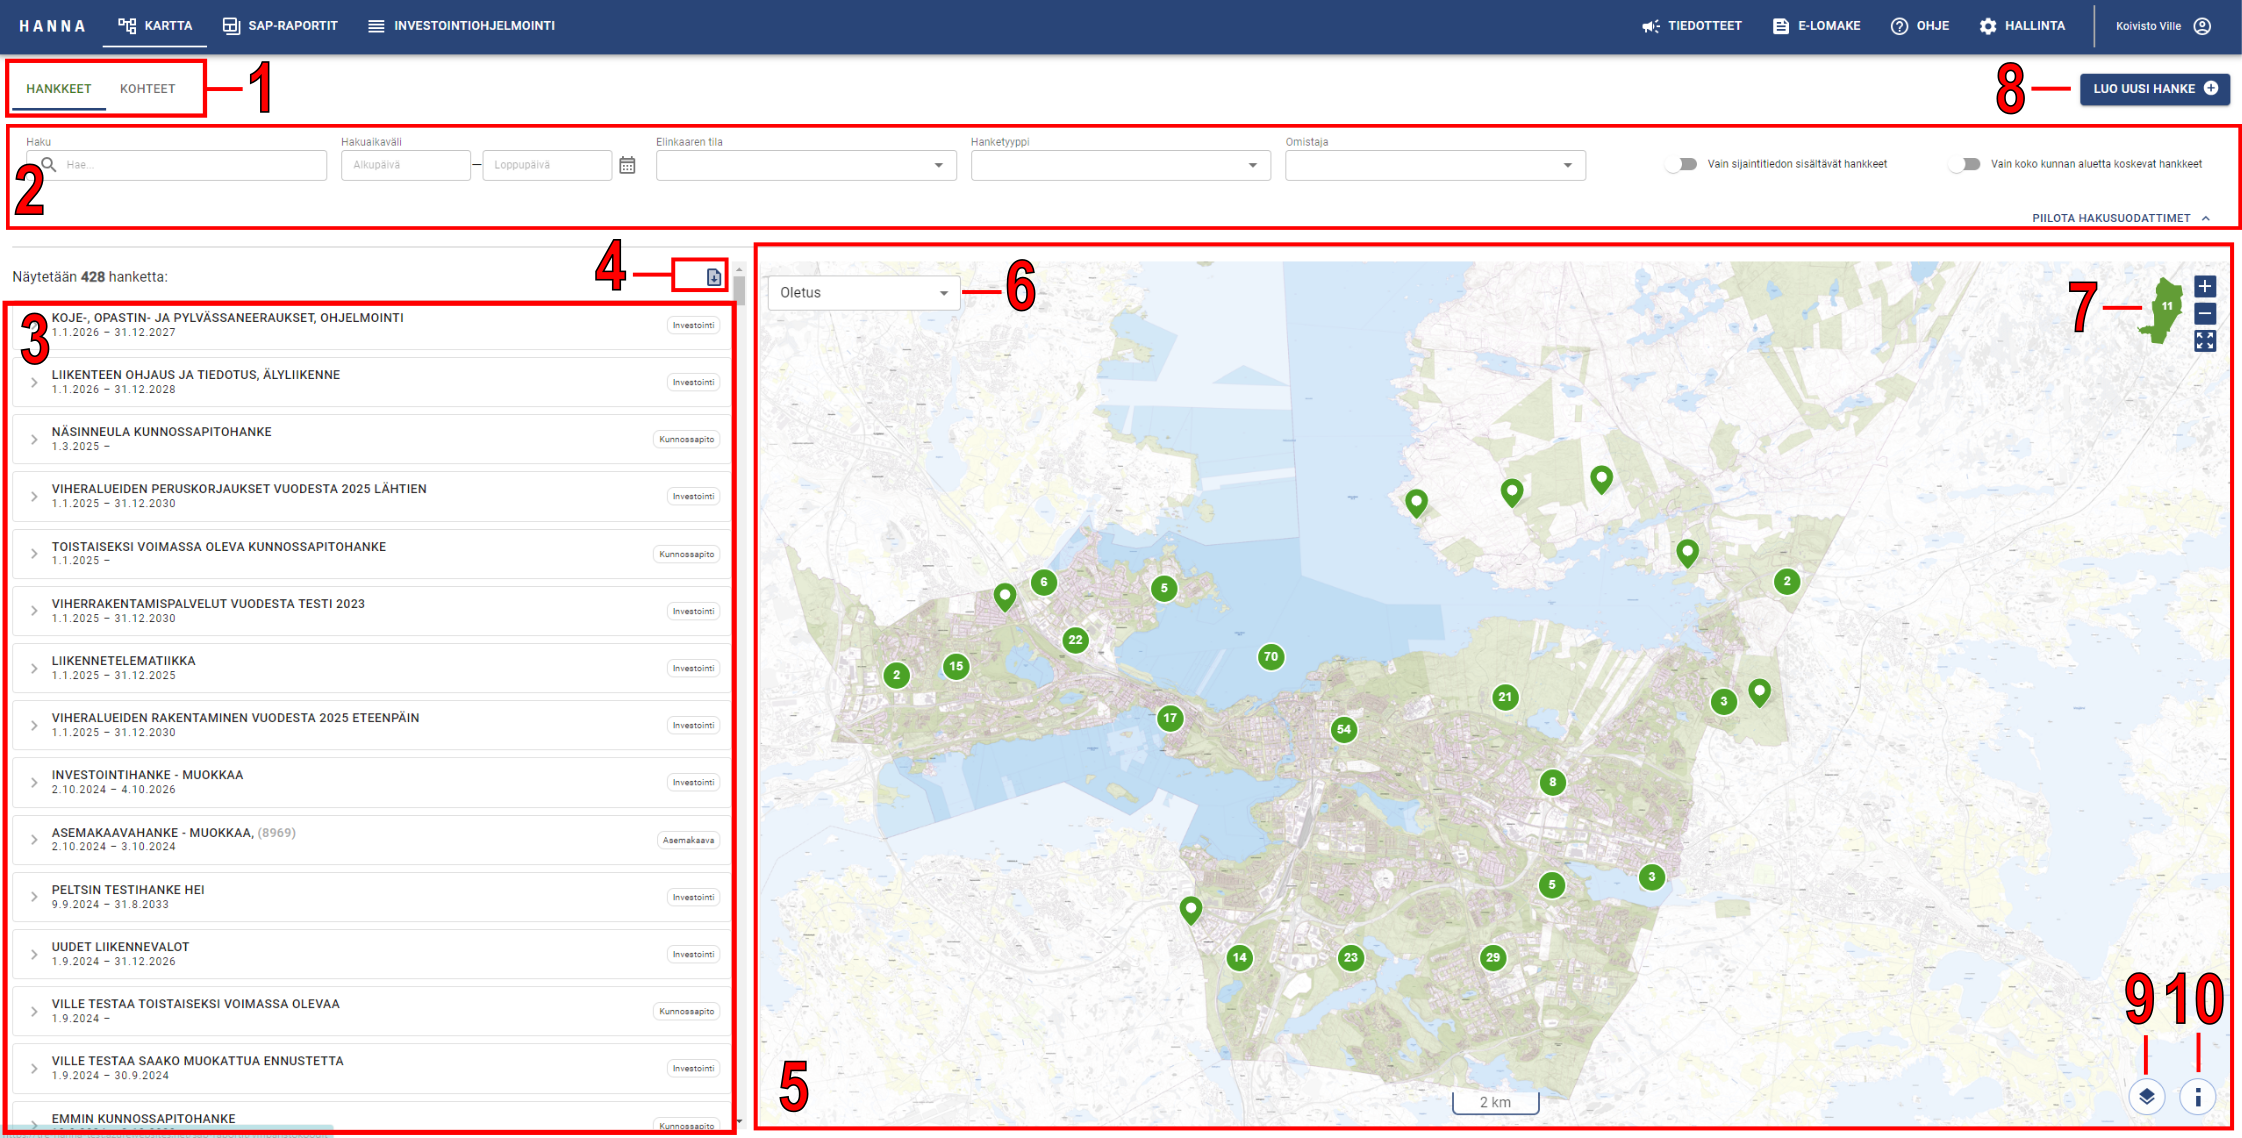 HANNA KARTTA SAP-RAPORTIT INVESTOINTIOHJELMOINTI TIEDOTTEET E-LOMAKE OHJE HALLINTA Koivisto Ville
HANKKEET KOHTEET 1 8 LUO UUSI HANKE
Haku Hakuaikaväli Elinkaaren tila Hanketyyppi Omistaja
Hae... Alkupäivä – Loppupäivä Vain sijaintitiedon sisältävät hankkeet Vain koko kunnan aluetta koskevat hankkeet
2
PIILOTA HAKUSUODATTIMET
Näytetään 428 hanketta: 4
3
KOJE-, OPASTIN- JA PYLVÄSSANEERAUKSET, OHJELMOINTI
1.1.2026 – 31.12.2027
Investointi
LIIKENTEEN OHJAUS JA TIEDOTUS, ÄLYLIIKENNE
1.1.2026 – 31.12.2028
Investointi
NÄSINNEULA KUNNOSSAPITOHANKE
1.3.2025 –
Kunnossapito
VIHERALUEIDEN PERUSKORJAUKSET VUODESTA 2025 LÄHTIEN
1.1.2025 – 31.12.2030
Investointi
TOISTAISEKSI VOIMASSA OLEVA KUNNOSSAPITOHANKE
1.1.2025 –
Kunnossapito
VIHERRAKENTAMISPALVELUT VUODESTA TESTI 2023
1.1.2025 – 31.12.2030
Investointi
LIIKENNETELEMATIIKKA
1.1.2025 – 31.12.2025
Investointi
VIHERALUEIDEN RAKENTAMINEN VUODESTA 2025 ETEENPÄIN
1.1.2025 – 31.12.2030
Investointi
INVESTOINTIHANKE - MUOKKAA
2.10.2024 – 4.10.2026
Investointi
ASEMAKAAVAHANKE - MUOKKAA, (8969)
2.10.2024 – 3.10.2024
Asemakaava
PELTSIN TESTIHANKE HEI
9.9.2024 – 31.8.2033
Investointi
UUDET LIIKENNEVALOT
1.9.2024 – 31.12.2026
Investointi
VILLE TESTAA TOISTAISEKSI VOIMASSA OLEVAA
1.9.2024 –
Kunnossapito
VILLE TESTAA SAAKO MUOKATTUA ENNUSTETTA
1.9.2024 – 30.9.2024
Investointi
EMMIN KUNNOSSAPITOHANKE
Kunnossapito
Oletus 6 7 11
6 5 2
22
2 15 70
17 21 3
54
8
5 3
14 23 29
9 10
5
2 km